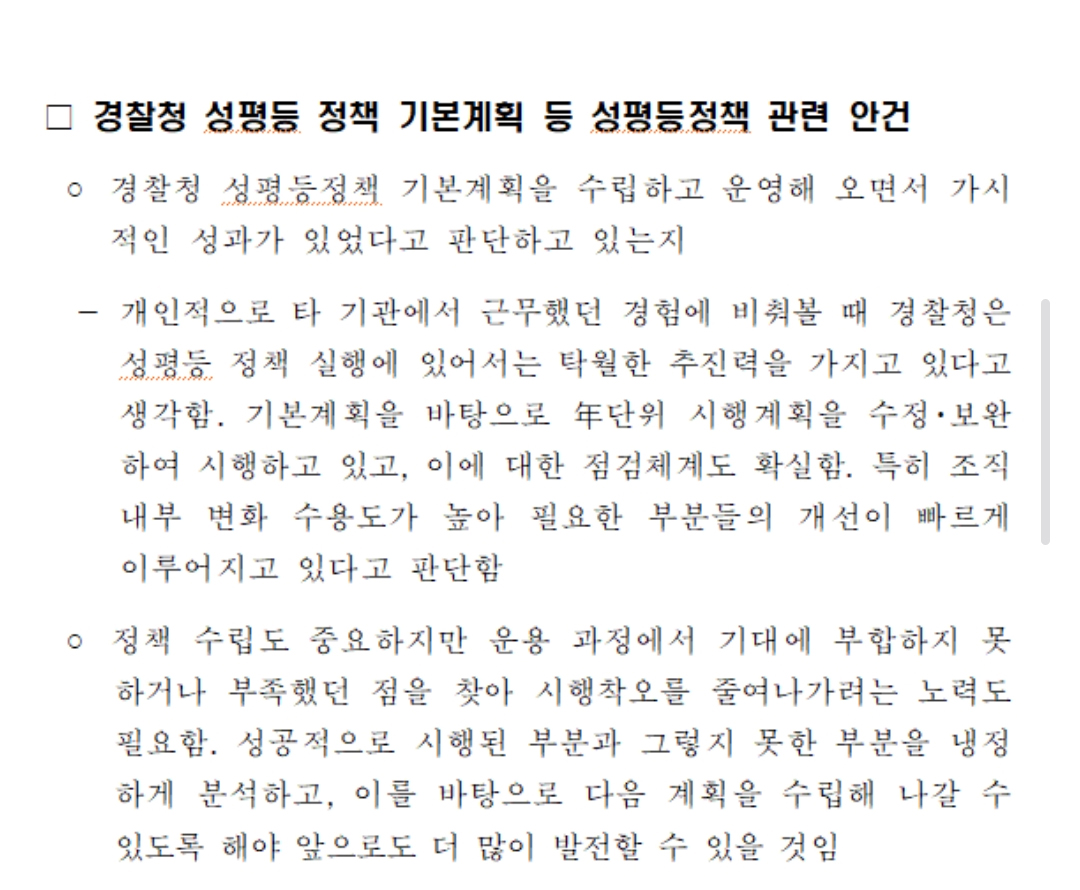 □ 경찰청 성평등 정책 기본계획 등 성평등정책 관련 안건
○ 경찰청 성평등정책 기본계획을 수립하고 운영해 오면서 가시
적인 성과가 있었다고 판단하고 있는지
- 개인적으로 타 기관에서 근무했던 경험에 비춰볼 때 경찰청은
성평등 정책 실행에 있어서는 탁월한 추진력을 가지고 있다고
생각함. 기본계획을 바탕으로 年단위 시행계획을 수정·보완
하여 시행하고 있고, 이에 대한 점검체계도 확실함. 특히 조직
내부 변화 수용도가 높아 필요한 부분들의 개선이 빠르게
이루어지고 있다고 판단함
○ 정책 수립도 중요하지만 운용 과정에서 기대에 부합하지 못
하거나 부족했던 점을 찾아 시행착오를 줄여나가려는 노력도
필요함. 성공적으로 시행된 부분과 그렇지 못한 부분을 냉정
하게 분석하고, 이를 바탕으로 다음 계획을 수립해 나갈 수
있도록 해야 앞으로도 더 많이 발전할 수 있을 것임